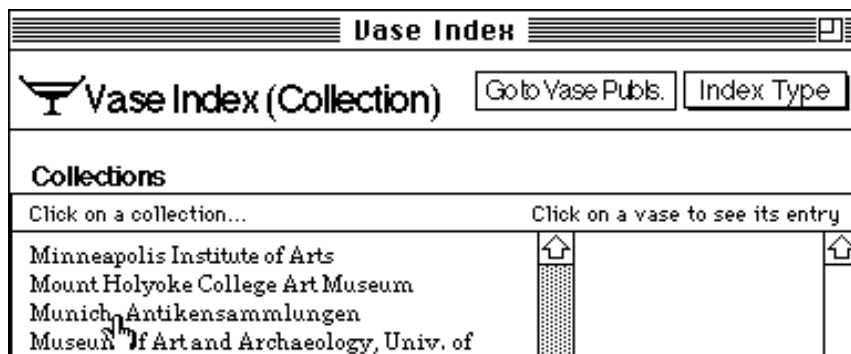 Vase Index
Vase Index (Collection)
Go to Vase Publs.
Index Type
Collections
Click on a collection...
Click on a vase to see its entry
Minneapolis Institute of Arts
Mount Holyoke College Art Museum
Munich, Antikensammlungen
Museum of Art and Archaeology, Univ. of